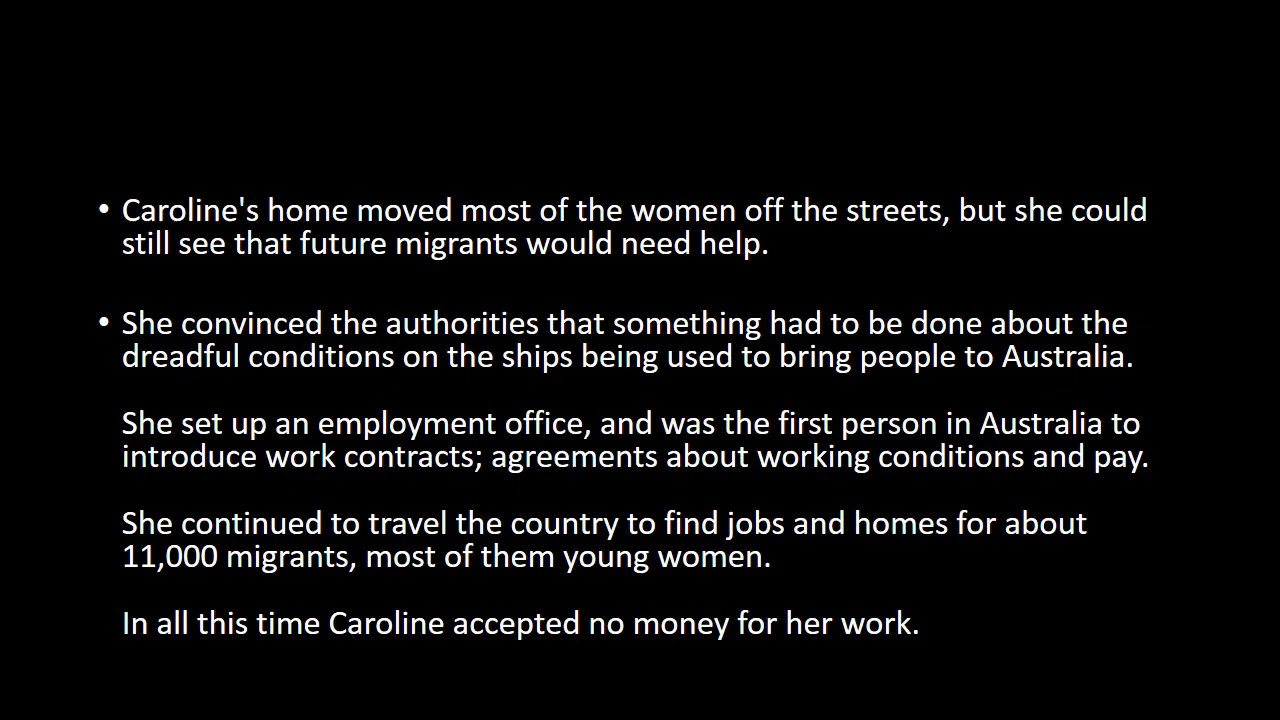 • Caroline's home moved most of the women off the streets, but she could
still see that future migrants would need help.
• She convinced the authorities that something had to be done about the
dreadful conditions on the ships being used to bring people to Australia.
She set up an employment office, and was the first person in Australia to
introduce work contracts; agreements about working conditions and pay.
She continued to travel the country to find jobs and homes for about
11,000 migrants, most of them young women.
In all this time Caroline accepted no money for her work.